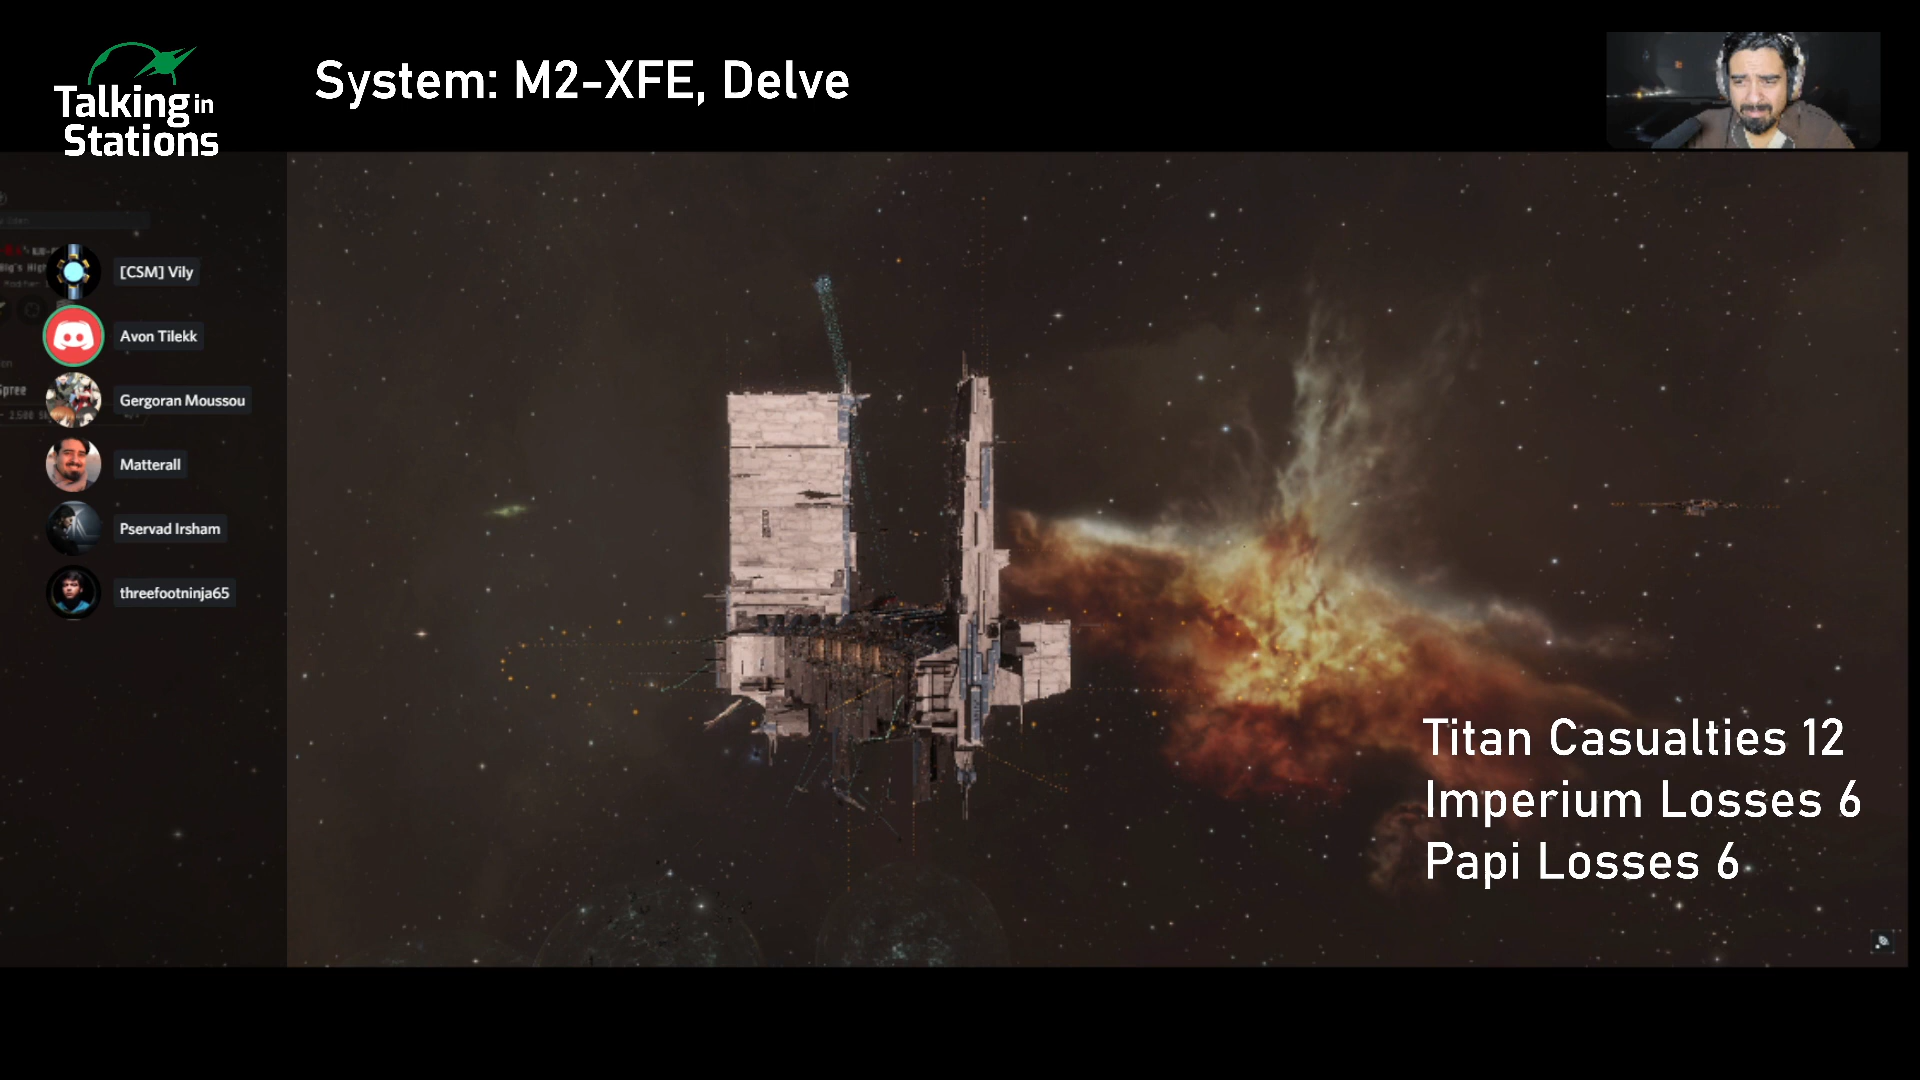 Talking in
Stations
System: M2-XFE, Delve
[CSM] Vily
Avon Tilekk
Gergoran Moussou
Matterall
Pservad Irsham
threefootninja65
Titan Casualties 12
Imperium Losses 6
Papi Losses 6